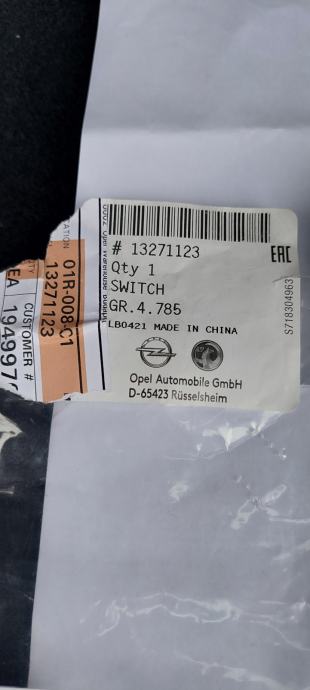 # 13271123
EAC
Qty 1
SWITCH
GR.4.785
LB0421 MADE IN CHINA
S718304963
Opel Automobile GmbH
D-65423 Rüsselsheim
01R-008-C1
13271123
CUSTOMER #
EA